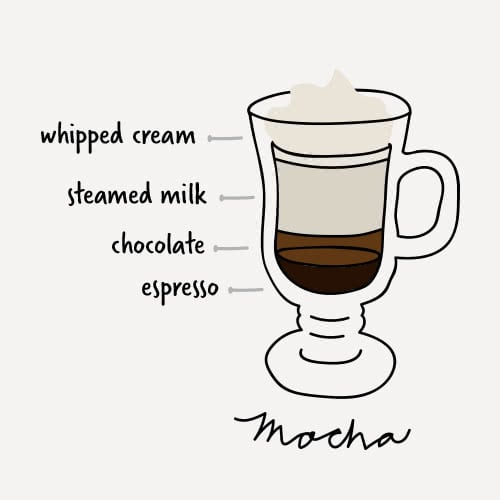 whipped cream
steamed milk
chocolate
espresso
Mocha